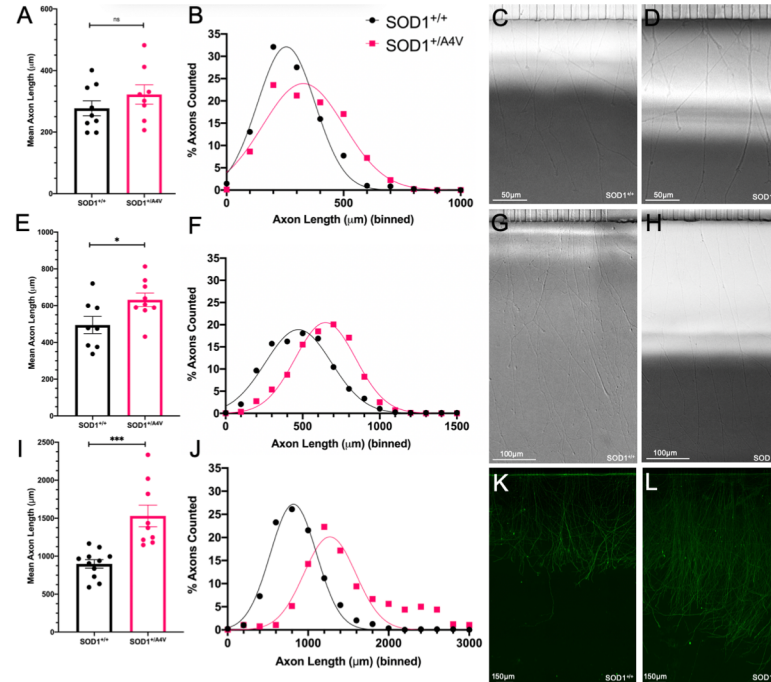 A
Mean Axon Length (μm)
600
400
200
0
ns
SOD1+/+
SOD1+/A4V
B
% Axons Counted
35
30
25
20
15
10
5
0
0
500
1000
Axon Length (μm) (binned)
SOD1+/+
SOD1+/A4V
C
50μm
SOD1+/+
D
50μm
SOD
E
Mean Axon Length (μm)
1000
800
600
400
200
0
*
SOD1+/+
SOD1+/A4V
F
% Axons Counted
35
30
25
20
15
10
5
0
0
500
1000
1500
Axon Length (μm) (binned)
G
100μm
SOD1+/+
H
100μm
SOD
I
Mean Axon Length (μm)
2500
2000
1500
1000
500
0
***
SOD1+/+
SOD1+/A4V
J
% Axons Counted
35
30
25
20
15
10
5
0
0
1000
2000
3000
Axon Length (μm) (binned)
K
150μm
SOD1+/+
L
150μm
SOD1